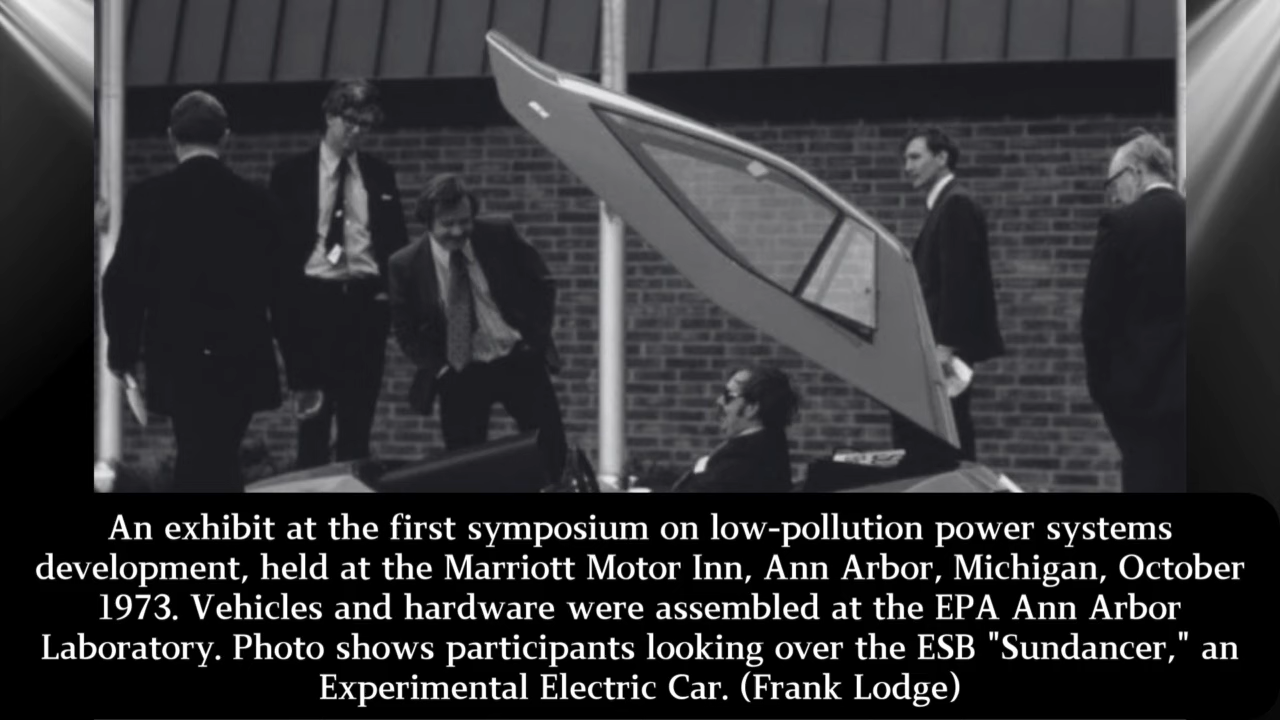 An exhibit at the first symposium on low-pollution power systems
development, held at the Marriott Motor Inn, Ann Arbor, Michigan, October
1973. Vehicles and hardware were assembled at the EPA Ann Arbor
Laboratory. Photo shows participants looking over the ESB "Sundancer," an
Experimental Electric Car. (Frank Lodge)